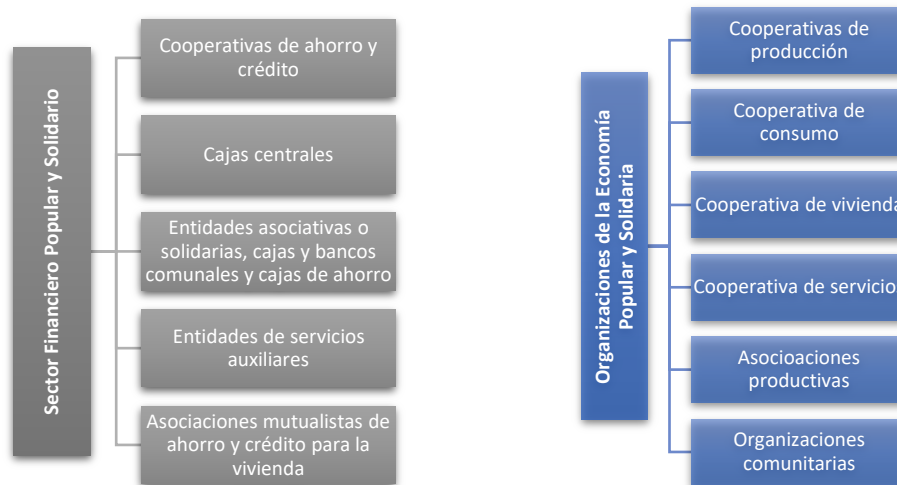 Sector Financiero Popular y Solidario
Cooperativas de ahorro y
crédito
Cajas centrales
Entidades asociativas o
solidarias, cajas y bancos
comunales y cajas de ahorro
Entidades de servicios
auxiliares
Asociaciones mutualistas de
ahorro y crédito para la
vivienda
Organizaciones de la Economía
Popular y Solidaria
Cooperativas de
producción
Cooperativa de
consumo
Cooperativa de vivienda
Cooperativa de servicio
Asocioaciones
productivas
Organizaciones
comunitarias